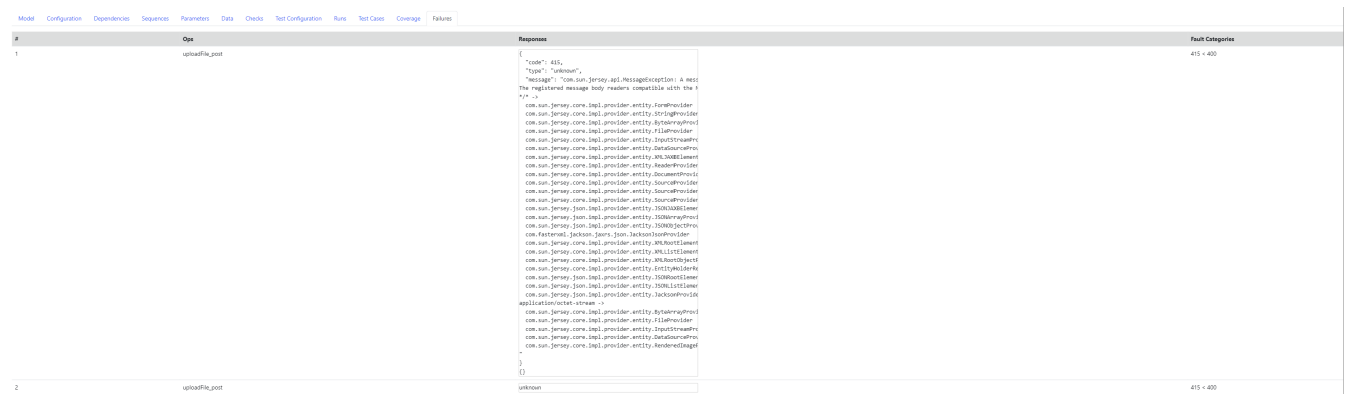 Model Configuration Dependencies Sequences Parameters Data Checks Test Configuration Runs Test Cases Coverage Failures
# Ops Responses Fault Categories
1 uploadFile_post { 415 < 400
"code": 415,
"type": "unknown",
"message": "com.sun.jersey.api.MessageException: A mess
The registered message body readers compatible with the M
*/* ->
com.sun.jersey.core.impl.provider.entity.FormProvider
com.sun.jersey.core.impl.provider.entity.StringProvider
com.sun.jersey.core.impl.provider.entity.ByteArrayProvi
com.sun.jersey.core.impl.provider.entity.FileProvider
com.sun.jersey.core.impl.provider.entity.InputStreamPro
com.sun.jersey.core.impl.provider.entity.DataSourceProv
com.sun.jersey.core.impl.provider.entity.XMLJAXBElement
com.sun.jersey.core.impl.provider.entity.ReaderProvider
com.sun.jersey.core.impl.provider.entity.DocumentProvid
com.sun.jersey.core.impl.provider.entity.SourceProvider
com.sun.jersey.core.impl.provider.entity.SourceProvider
com.sun.jersey.core.impl.provider.entity.SourceProvider
com.sun.jersey.json.impl.provider.entity.JSONJAXBElemen
com.sun.jersey.json.impl.provider.entity.JSONArrayProvi
com.sun.jersey.json.impl.provider.entity.JSONObjectProv
com.fasterxml.jackson.jaxrs.json.JacksonJsonProvider
com.sun.jersey.core.impl.provider.entity.XMLRootElement
com.sun.jersey.core.impl.provider.entity.XMLListElement
com.sun.jersey.core.impl.provider.entity.XMLRootObjectP
com.sun.jersey.core.impl.provider.entity.EntityHolderRe
com.sun.jersey.json.impl.provider.entity.JSONRootElemen
com.sun.jersey.json.impl.provider.entity.JSONListElemen
com.sun.jersey.json.impl.provider.entity.JacksonProvide
application/octet-stream ->
com.sun.jersey.core.impl.provider.entity.ByteArrayProvi
com.sun.jersey.core.impl.provider.entity.FileProvider
com.sun.jersey.core.impl.provider.entity.InputStreamPro
com.sun.jersey.core.impl.provider.entity.DataSourceProv
com.sun.jersey.core.impl.provider.entity.RenderedImageP
"
}
{}
2 uploadFile_post unknown 415 < 400